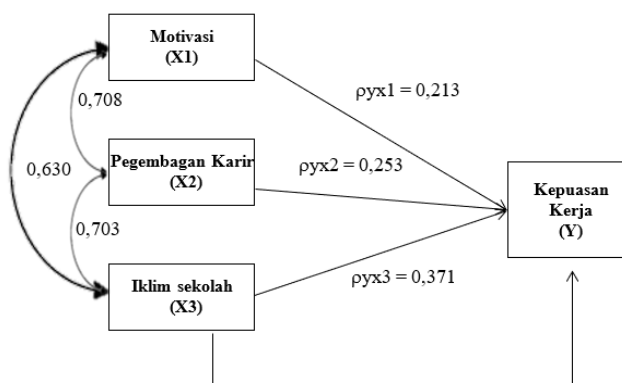 Motivasi
(X1)
0,708
ρyx1 = 0,213
Pegembagan Karir
(X2)
0,630
ρyx2 = 0,253
Kepuasan
Kerja
(Y)
0,703
Iklim sekolah
(X3)
ρyx3 = 0,371